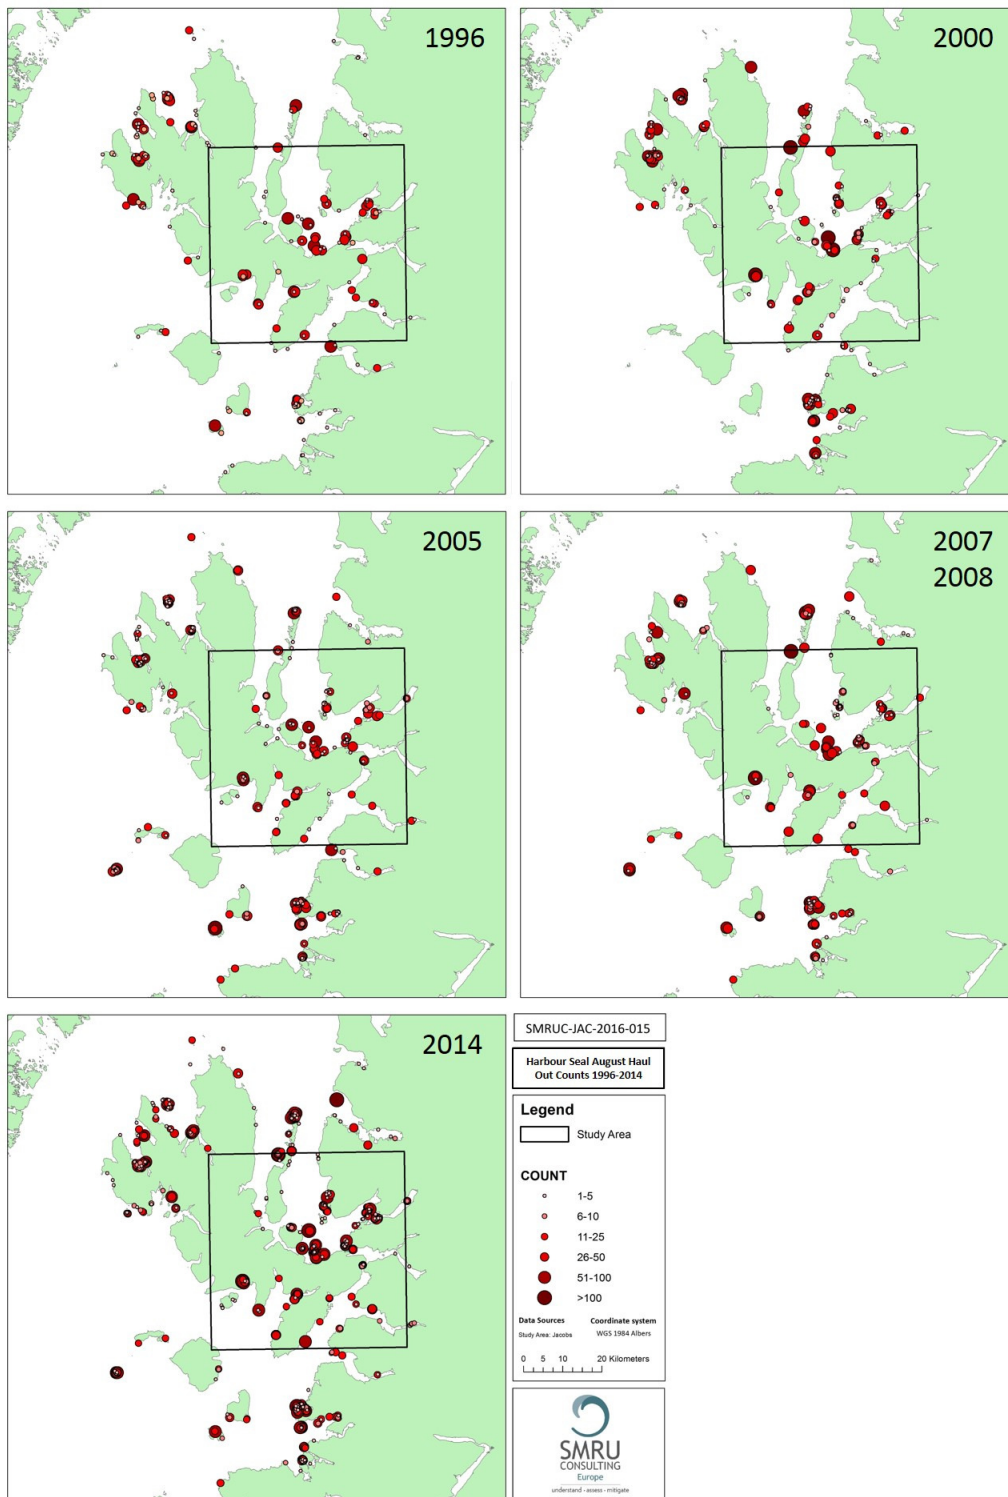 1996
2000
2005
2007
2008
2014
SMRUC-JAC-2016-015
Harbour Seal August Haul
Out Counts 1996-2014
Legend
Study Area
COUNT
1-5
6-10
11-25
26-50
51-100
>100
Data Sources Coordinate system
Study Area: Jacobs WGS 1984 Albers
0 5 10 20 Kilometers
SMRU
CONSULTING
Europe
understand • assess • mitigate